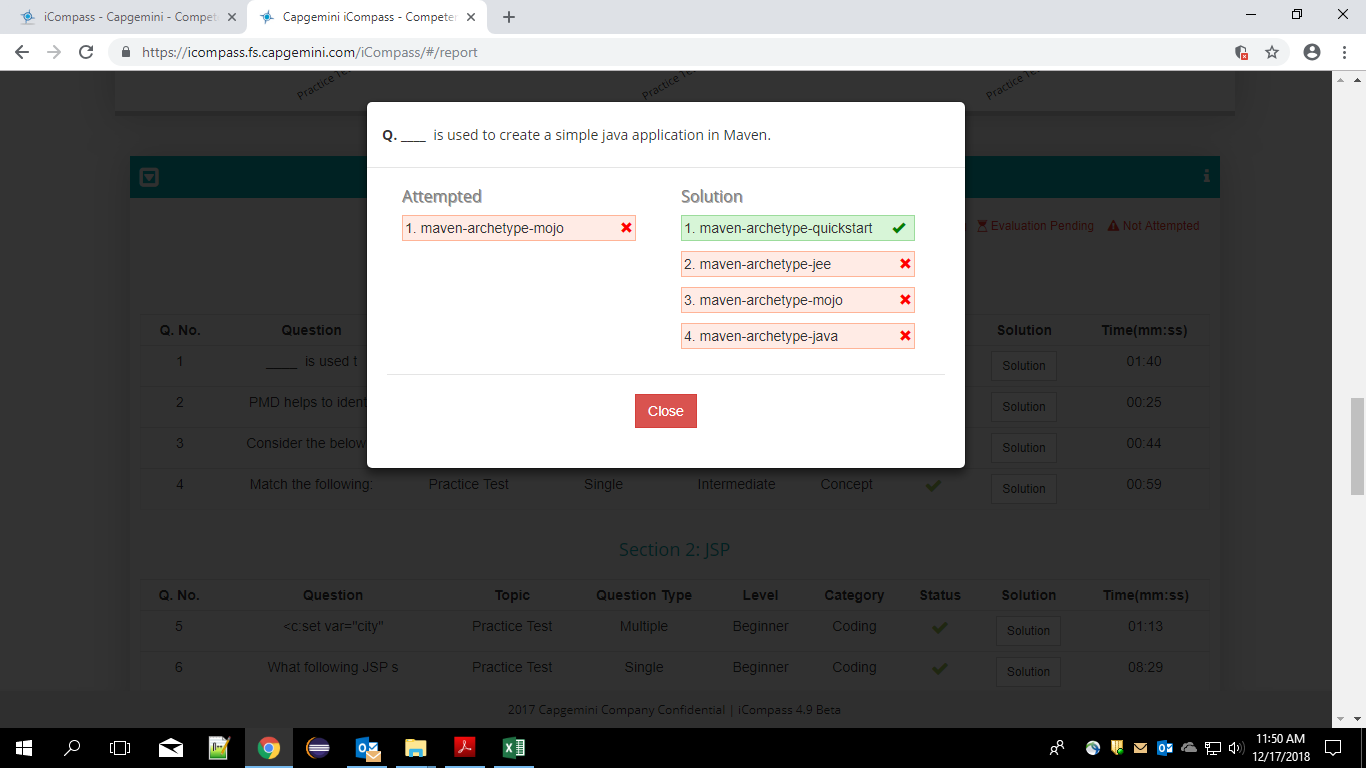 iCompass - Capgemini - Compet
Capgemini iCompass - Competen
https://icompass.fs.capgemini.com/iCompass/#/report
Practice Te
Practice Te
Practice Te
Q. ____ is used to create a simple java application in Maven.
Attempted
Solution
1. maven-archetype-mojo
1. maven-archetype-quickstart
2. maven-archetype-jee
3. maven-archetype-mojo
4. maven-archetype-java
Close
Evaluation Pending
Not Attempted
Q. No. Question Solution Time(mm:ss)
1 ____ is used t Solution 01:40
2 PMD helps to ident Solution 00:25
3 Consider the below Solution 00:44
4 Match the following: Practice Test Single Intermediate Concept Solution 00:59
Section 2: JSP
Q. No. Question Topic Question Type Level Category Status Solution Time(mm:ss)
5 <c:set var="city" Practice Test Multiple Beginner Coding Solution 01:13
6 What following JSP s Practice Test Single Beginner Coding Solution 08:29
2017 Capgemini Company Confidential | iCompass 4.9 Beta
11:50 AM
12/17/2018